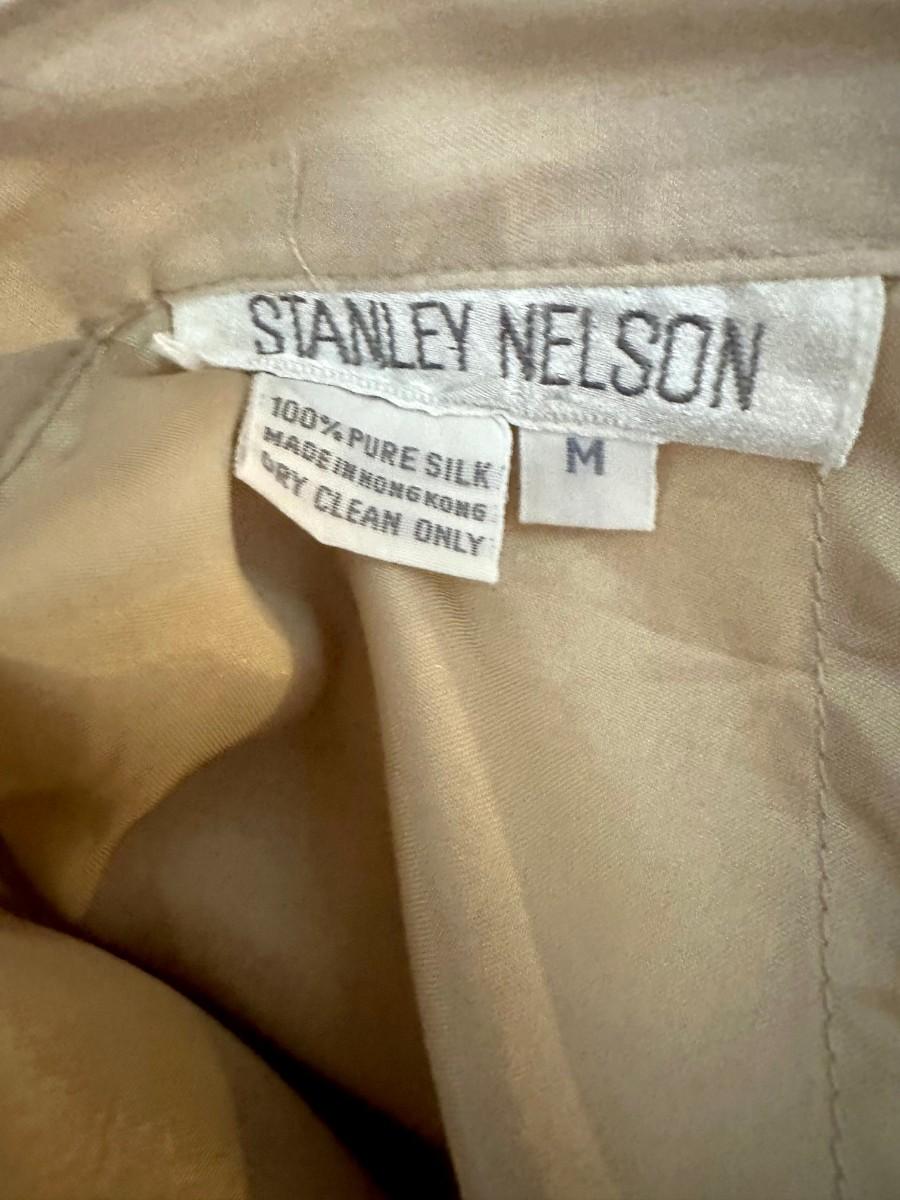 STANLEY NELSON
100% PURE SILK
MADE IN HONG KONG
DRY CLEAN ONLY
M